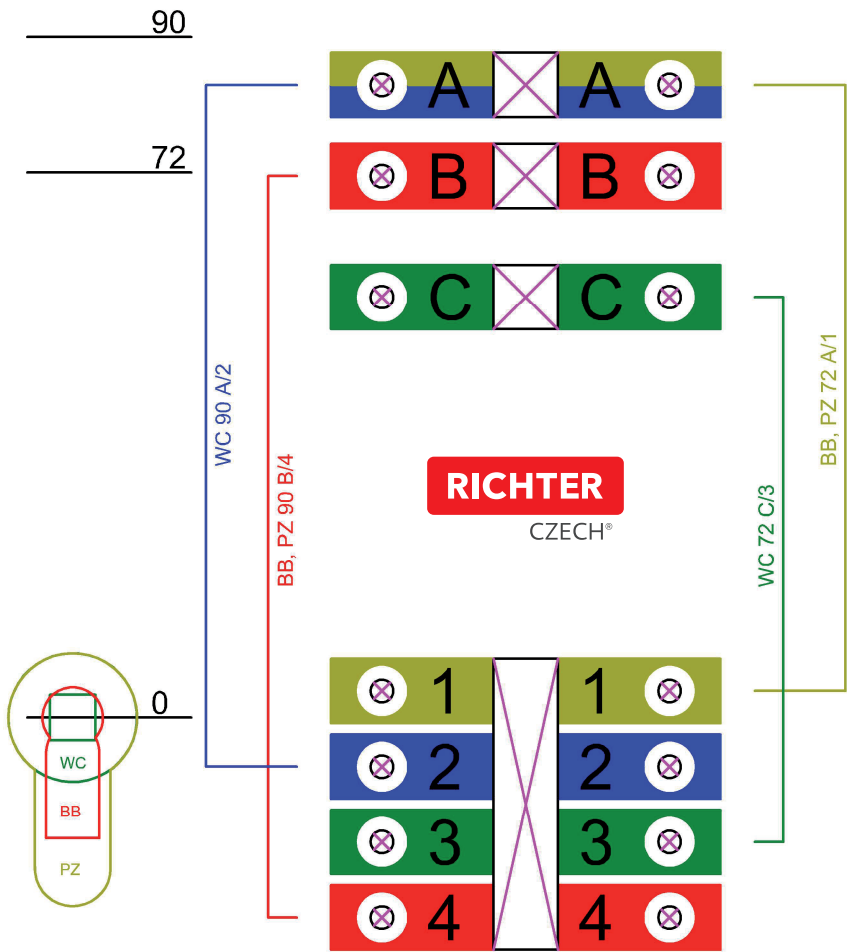 90
A A
72
B B
C C
WC 90 A/2
BB, PZ 90 B/4
BB, PZ 72 A/1
WC 72 C/3
RICHTER
CZECH®
1 1
0
2 2
WC
BB
3 3
PZ
4 4